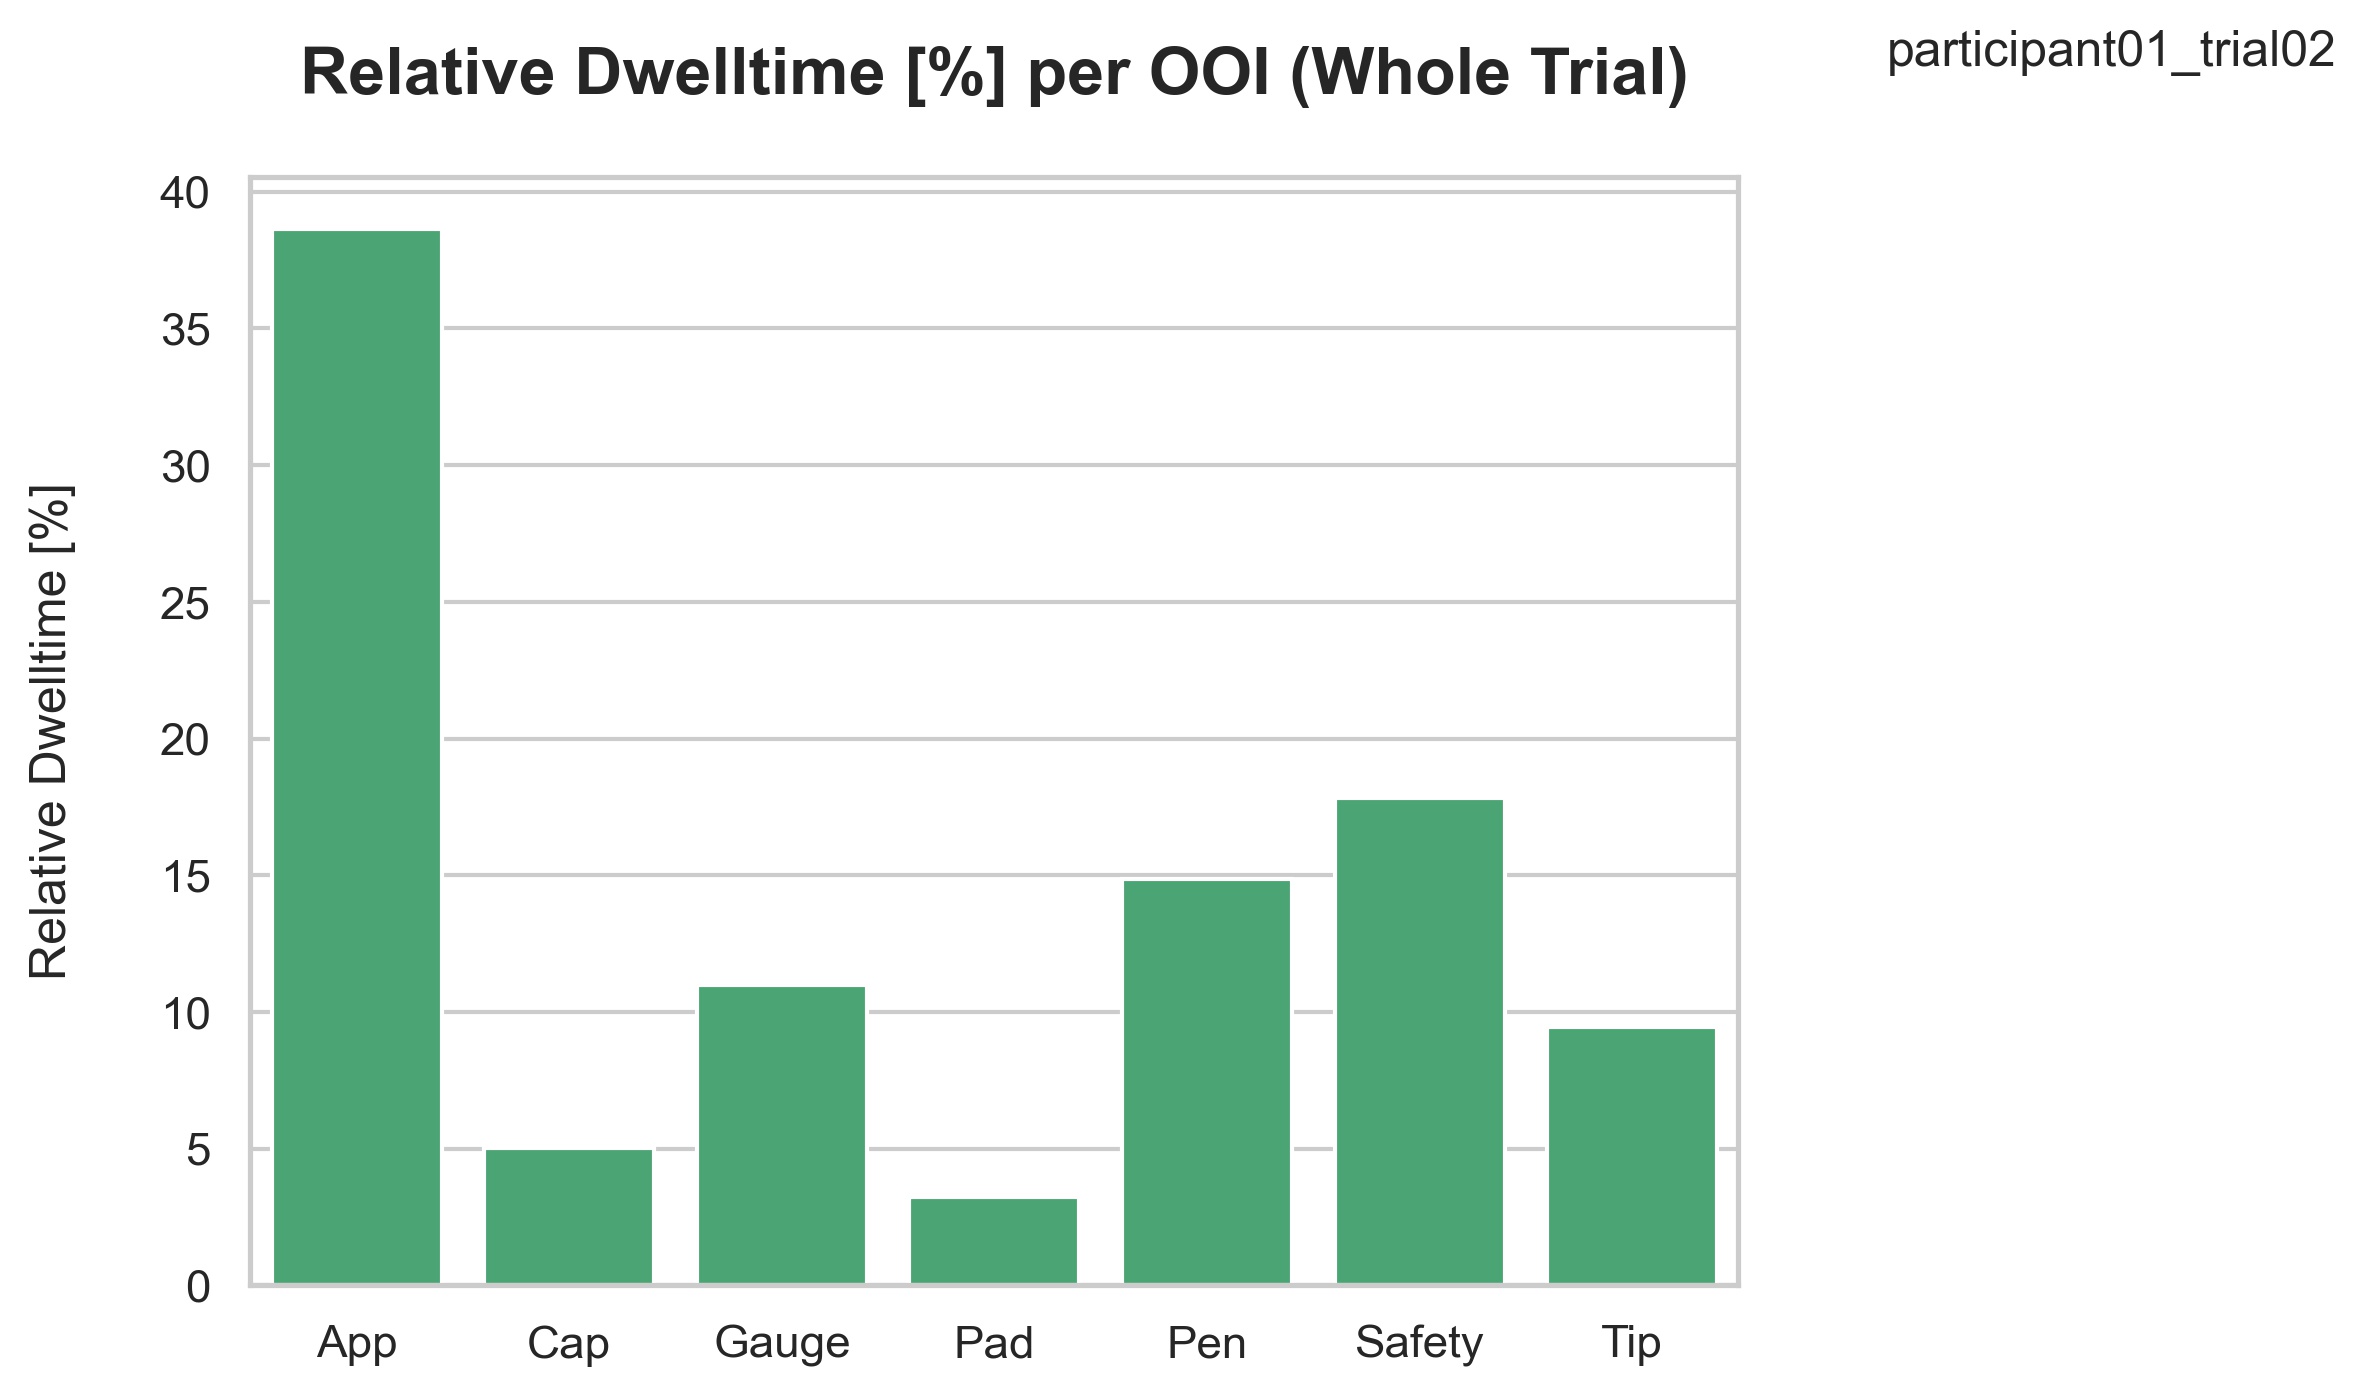 participant01_trial02
Relative Dwelltime [%] per OOI (Whole Trial)
Relative Dwelltime [%]
40
35
30
25
20
15
10
5
0
App Cap Gauge Pad Pen Safety Tip